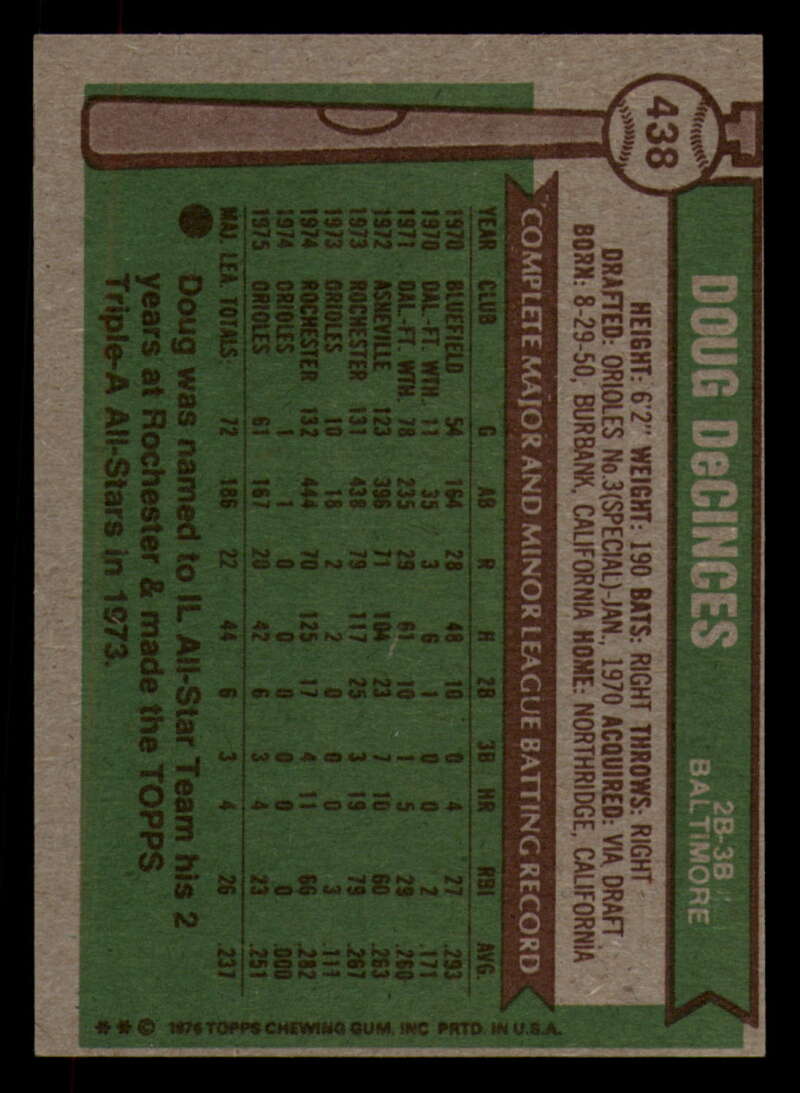 438
DOUG DeCINCES
2B-3B
BALTIMORE
HEIGHT: 6'2" WEIGHT: 190 BATS: RIGHT THROWS: RIGHT
DRAFTED: ORIOLES No. 3(SPECIAL)-JAN., 1970 ACQUIRED: VIA DRAFT
BORN: 8-29-50, BURBANK, CALIFORNIA HOME: NORTHRIDGE, CALIFORNIA
COMPLETE MAJOR AND MINOR LEAGUE BATTING RECORD
YEAR CLUB G AB R H 2B 3B HR RBI AVG.
1970 BLUEFIELD 54 164 28 48 10 0 4 27 .293
1970 DAL.-FT. WTH. 11 35 3 6 1 0 0 2 .171
1971 DAL.-FT. WTH. 78 235 29 61 10 1 5 29 .260
1972 ASHEVILLE 123 396 71 104 23 7 10 60 .263
1973 ROCHESTER 131 438 79 117 25 3 19 79 .267
1973 ORIOLES 10 18 2 2 0 0 0 3 .111
1974 ROCHESTER 132 444 70 125 17 4 11 66 .282
1974 ORIOLES 1 1 0 0 0 0 0 0 .000
1975 ORIOLES 61 167 20 42 6 3 4 23 .251
MAJ. LEA. TOTALS 72 186 22 44 6 3 4 26 .237
Doug was named to IL All-Star Team his 2
years at Rochester & made the TOPPS
Triple-A All-Stars in 1973.
** © 1976 TOPPS CHEWING GUM, INC PRTD. IN U.S.A.